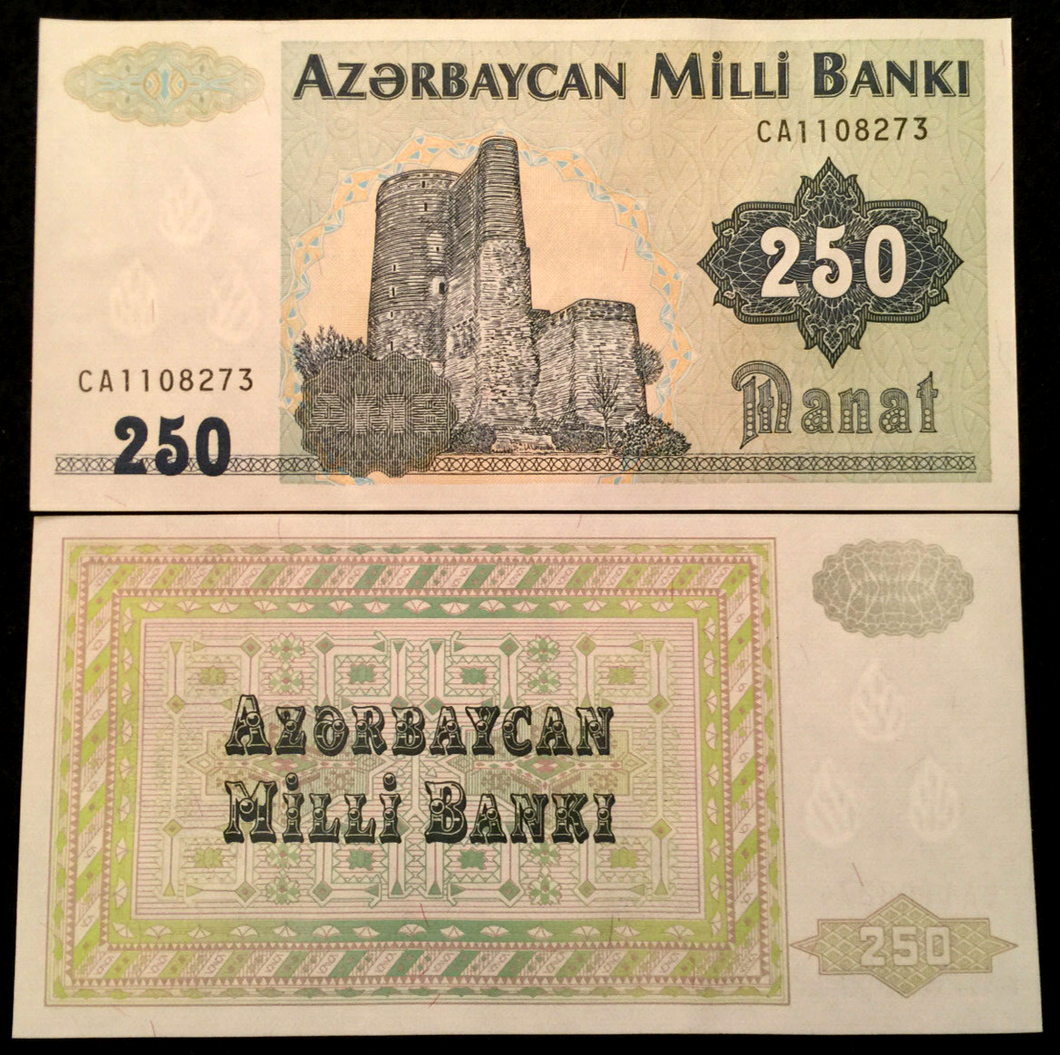 AZƏRBAYCAN MİLLİ BANKI
CA1108273
250
Manat
CA1108273
250
AZƏRBAYCAN
MİLLİ BANKI
250